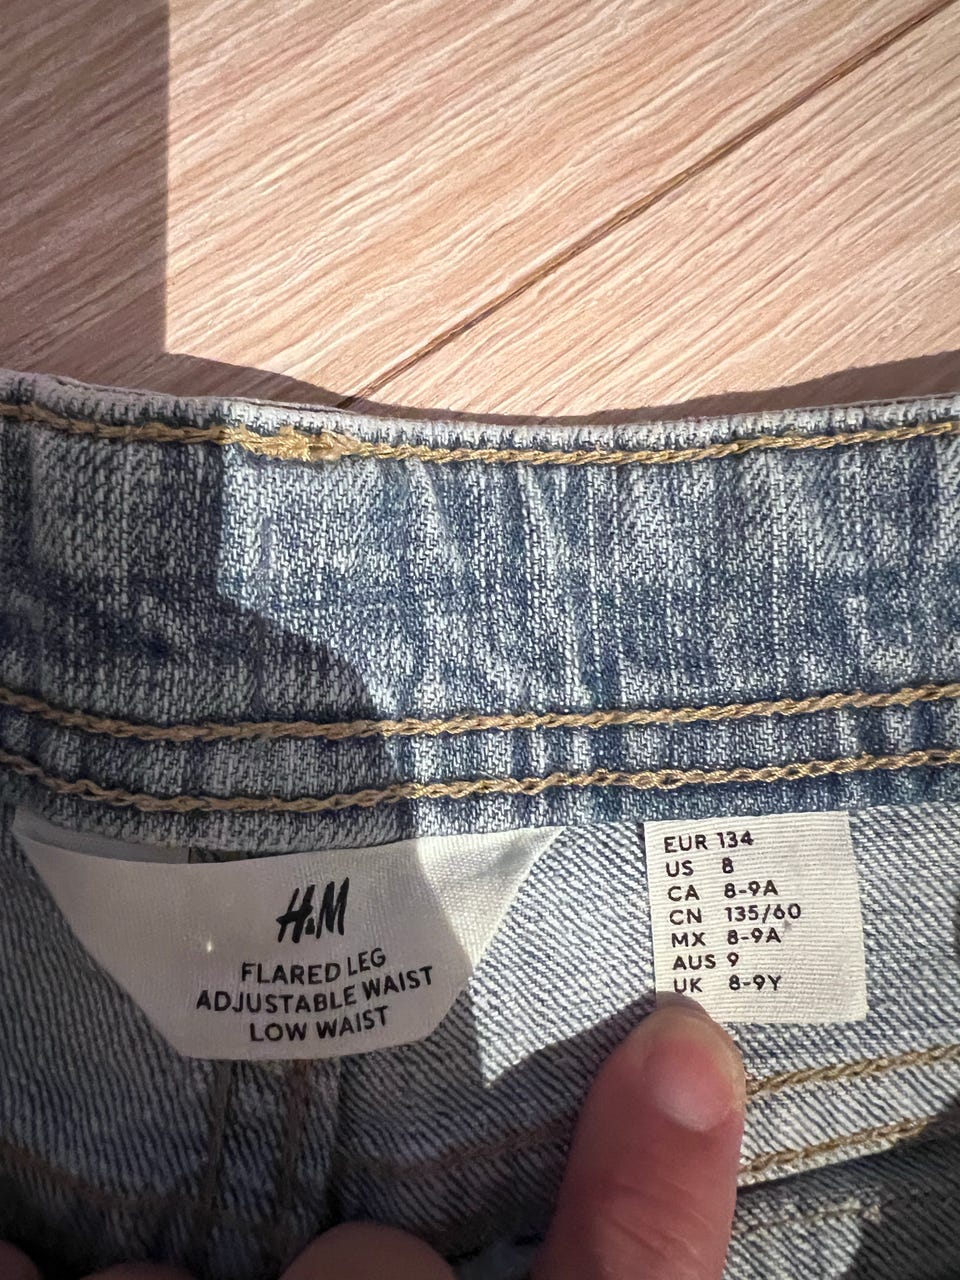 H&M
FLARED LEG
ADJUSTABLE WAIST
LOW WAIST
EUR 134
US 8
CA 8-9A
CN 135/60
MX 8-9A
AUS 9
UK 8-9Y